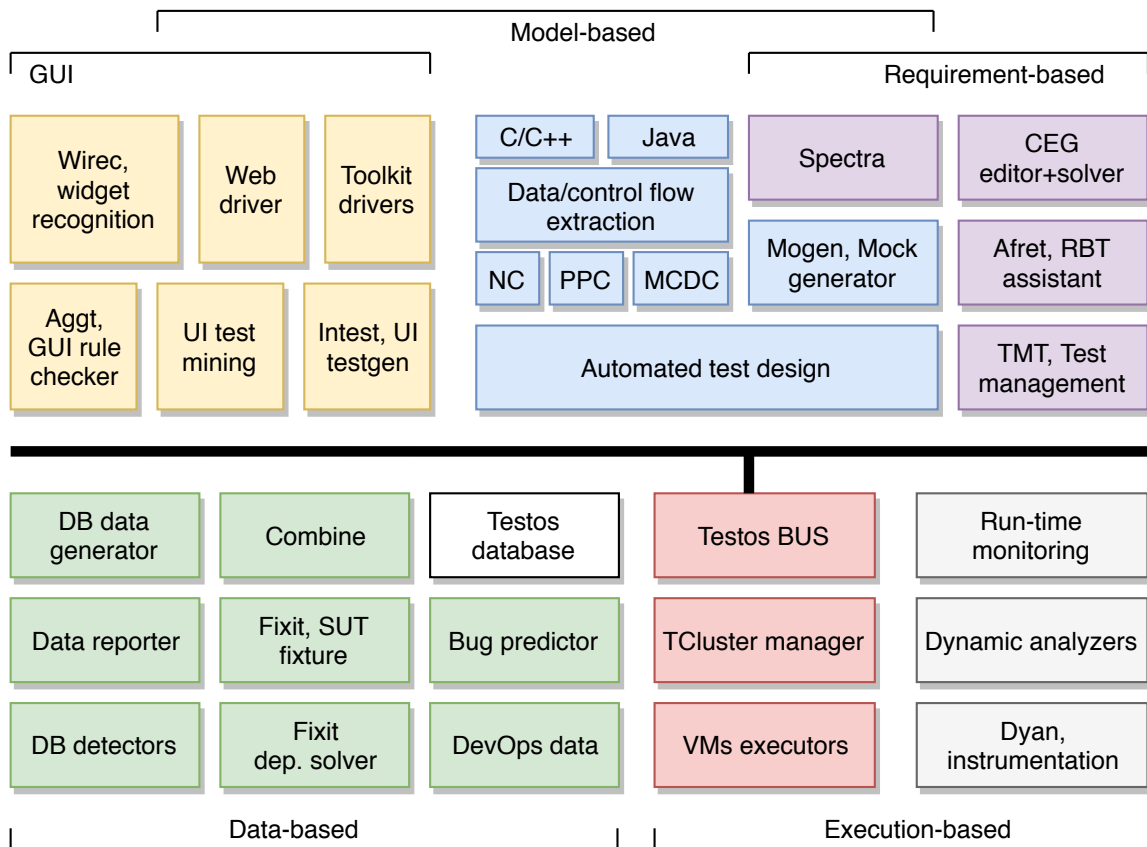 Model-based
GUI
Requirement-based
Wirec,
widget
recognition
Web
driver
Toolkit
drivers
C/C++
Java
Data/control flow
extraction
NC
PPC
MCDC
Spectra
CEG
editor+solver
Mogen, Mock
generator
Afret, RBT
assistant
Aggt,
GUI rule
checker
UI test
mining
Intest, UI
testgen
Automated test design
TMT, Test
management
DB data
generator
Combine
Testos
database
Testos BUS
Run-time
monitoring
Data reporter
Fixit, SUT
fixture
Bug predictor
TCluster manager
Dynamic analyzers
DB detectors
Fixit
dep. solver
DevOps data
VMs executors
Dyan,
instrumentation
Data-based
Execution-based